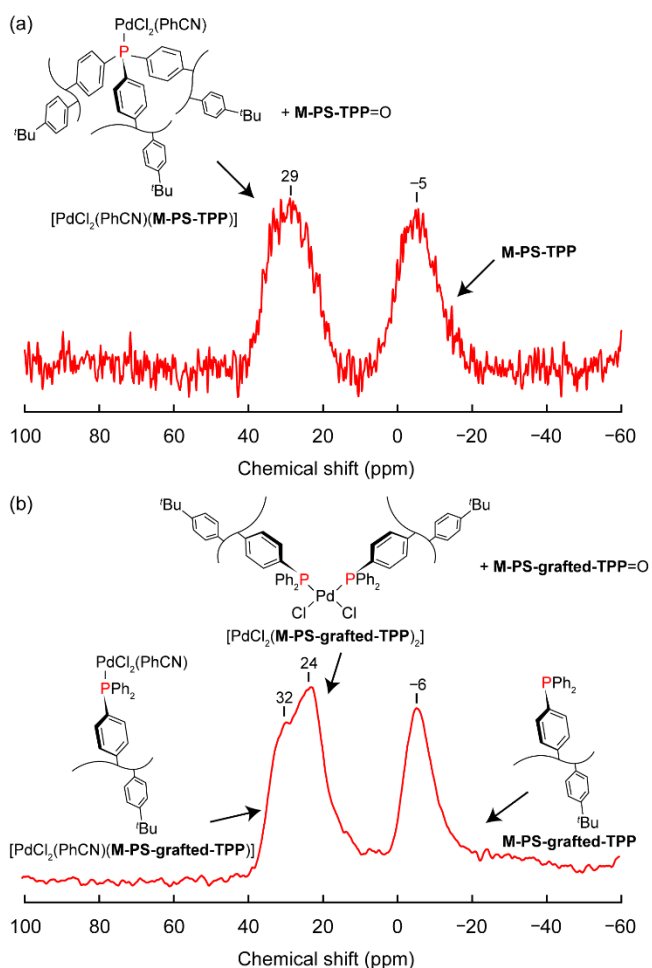 (a)
PdCl₂(PhCN)
P
ᵗBu
ᵗBu
ᵗBu
+ M-PS-TPP=O
[PdCl₂(PhCN)(M-PS-TPP)]
29
−5
M-PS-TPP
100 80 60 40 20 0 −20 −40 −60
Chemical shift (ppm)
(b)
ᵗBu
ᵗBu
Ph₂P PPh₂
Pd
Cl Cl
+ M-PS-grafted-TPP=O
[PdCl₂(M-PS-grafted-TPP)₂]
PdCl₂(PhCN)
PPh₂
ᵗBu
[PdCl₂(PhCN)(M-PS-grafted-TPP)]
32
24
−6
PPh₂
ᵗBu
M-PS-grafted-TPP
100 80 60 40 20 0 −20 −40 −60
Chemical shift (ppm)